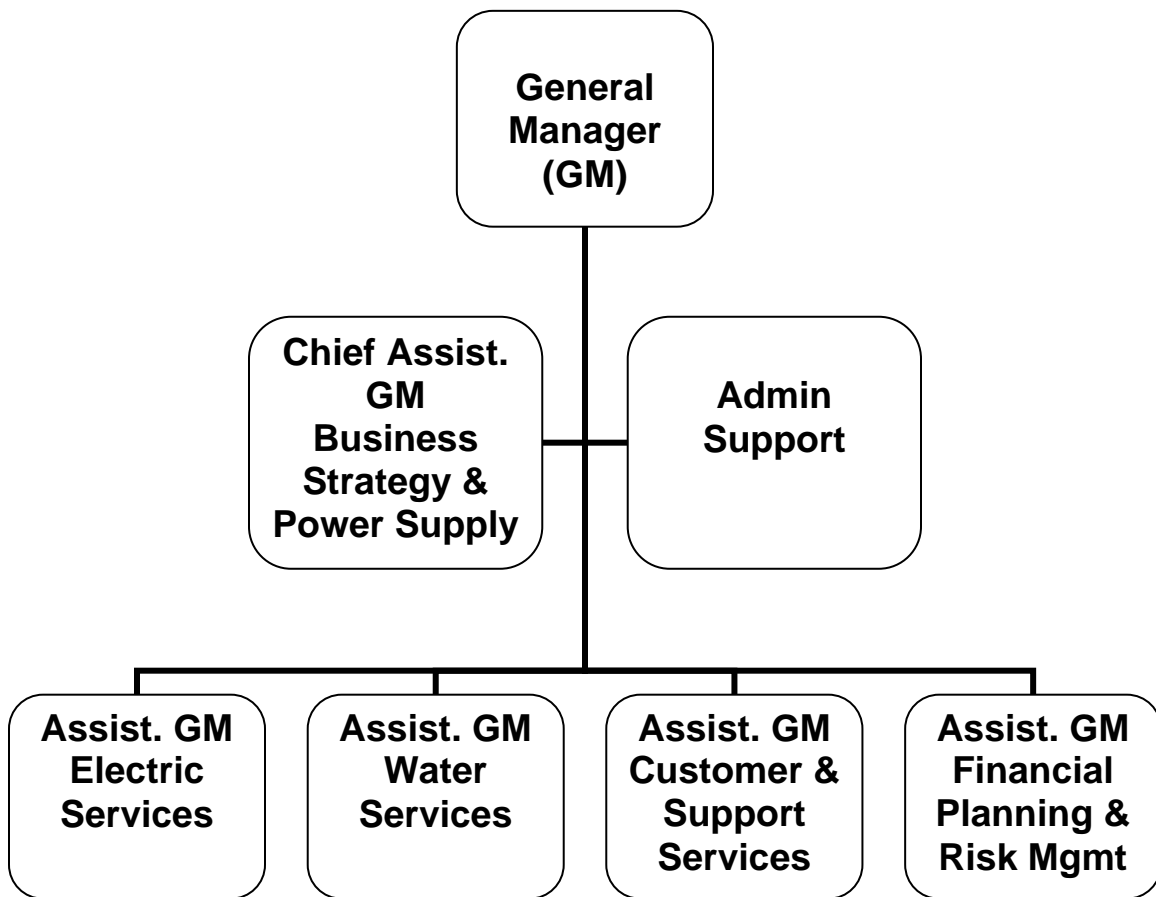 General
Manager
(GM)
Chief Assist.
GM
Business
Strategy &
Power Supply
Admin
Support
Assist. GM
Electric
Services
Assist. GM
Water
Services
Assist. GM
Customer &
Support
Services
Assist. GM
Financial
Planning &
Risk Mgmt